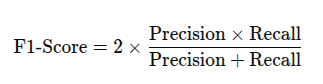 F1-Score = 2 × Precision × Recall / Precision + Recall